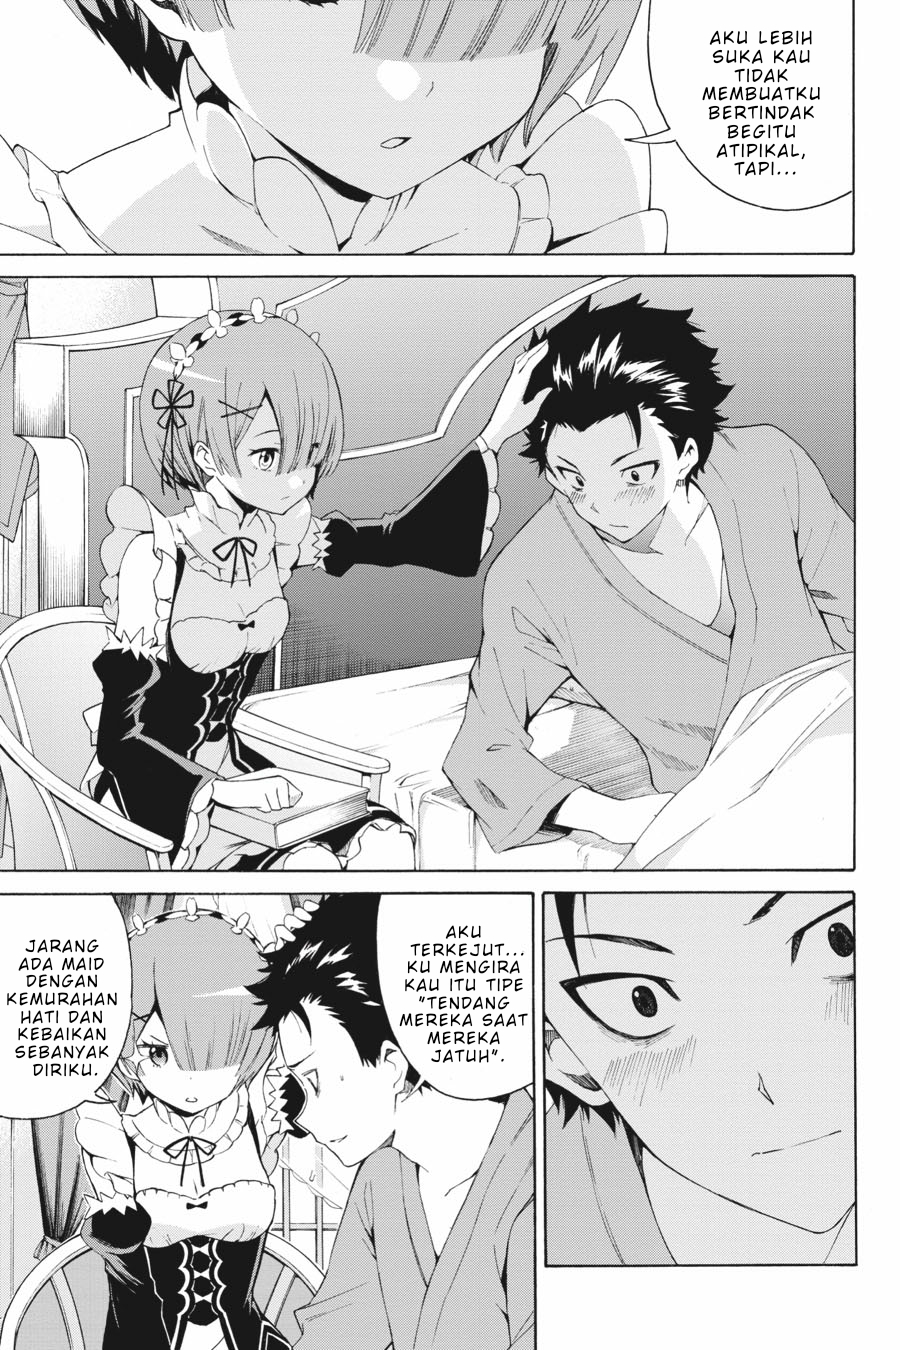 AKU LEBIH
SUKA KAU
TIDAK
MEMBUATKU
BERTINDAK
BEGITU
ATIPIKAL,
TAPI...
AKU
TERKEJUT...
KU MENGIRA
KAU ITU TIPE
"TENDANG
MEREKA SAAT
MEREKA
JATUH".
JARANG
ADA MAID
DENGAN
KEMURAHAN
HATI DAN
KEBAIKAN
SEBANYAK
DIRIKU.